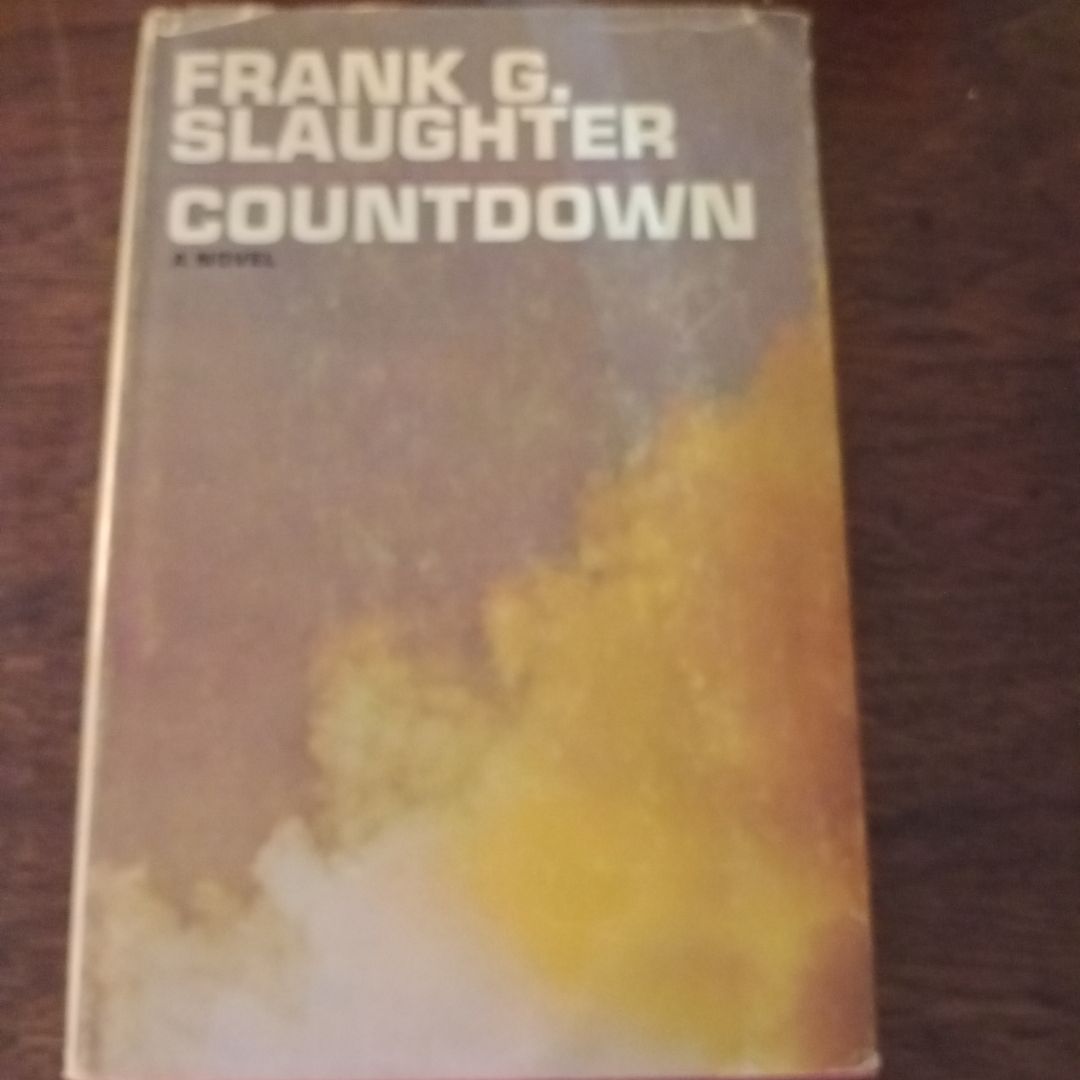 FRANK G.
SLAUGHTER
COUNTDOWN
A NOVEL